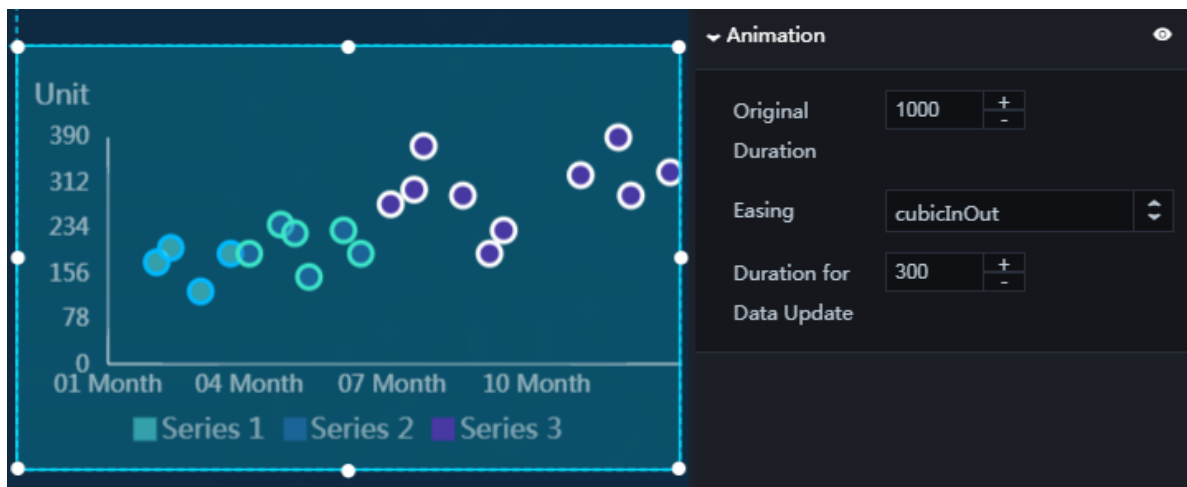 Unit
390
312
234
156
78
0
01 Month 04 Month 07 Month 10 Month
Series 1 Series 2 Series 3
Animation
Original
Duration
1000
+
-
Easing
cubicInOut
Duration for
Data Update
300
+
-